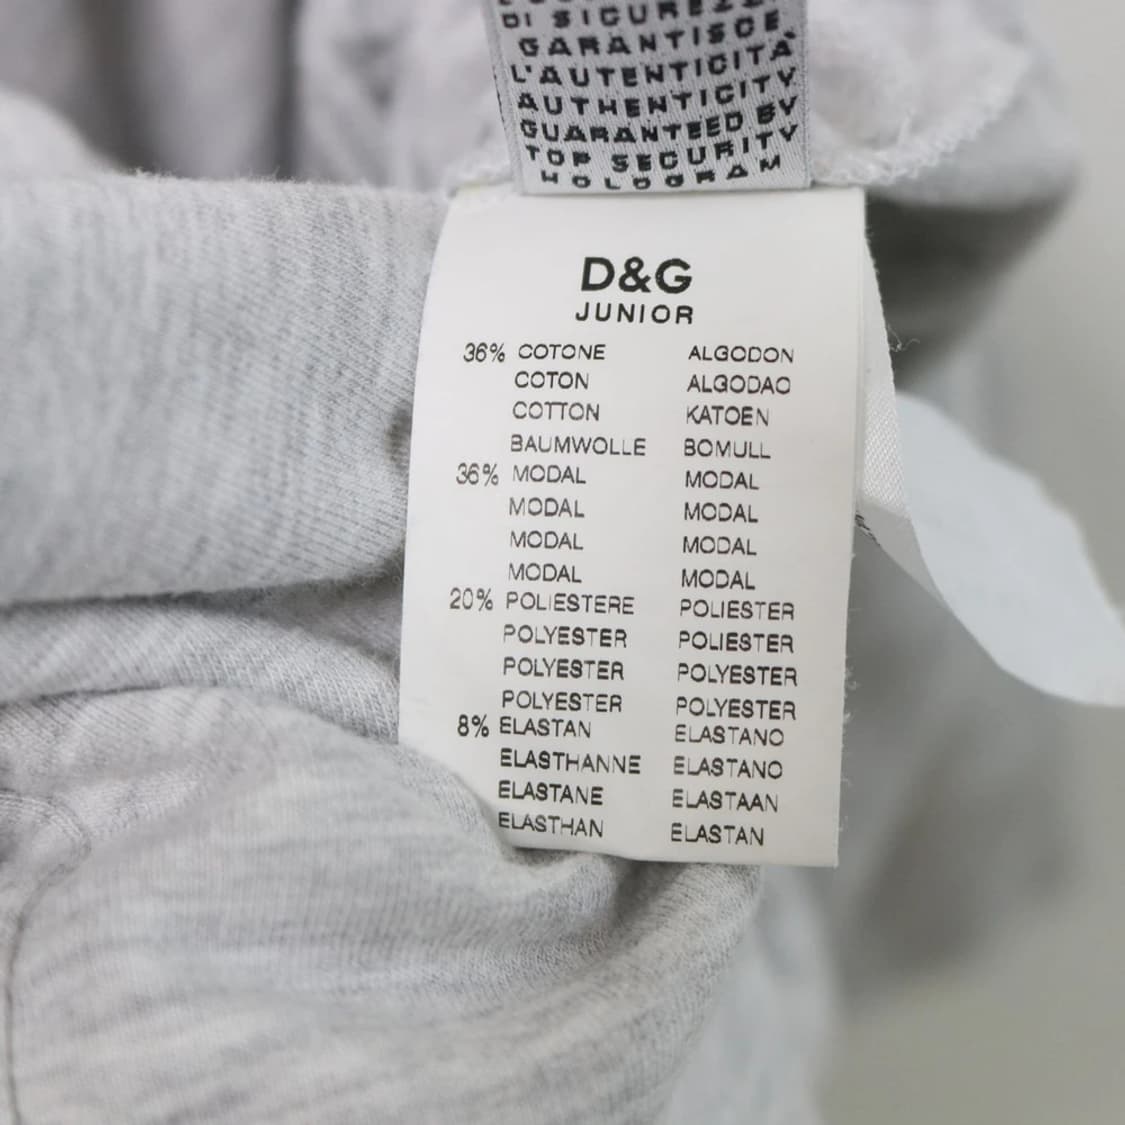 DI SICUREZZA
GARANTISCE
L'AUTENTICITÀ
AUTHENTICITY
GUARANTEED BY
TOP SECURITY
HOLOGRAM
D&G
JUNIOR
36% COTONE ALGODON
COTON ALGODAO
COTTON KATOEN
BAUMWOLLE BOMULL
36% MODAL MODAL
MODAL MODAL
MODAL MODAL
MODAL MODAL
20% POLIESTERE POLIESTER
POLYESTER POLIESTER
POLYESTER POLYESTER
POLYESTER POLYESTER
8% ELASTAN ELASTANO
ELASTHANNE ELASTANO
ELASTANE ELASTAAN
ELASTHAN ELASTAN